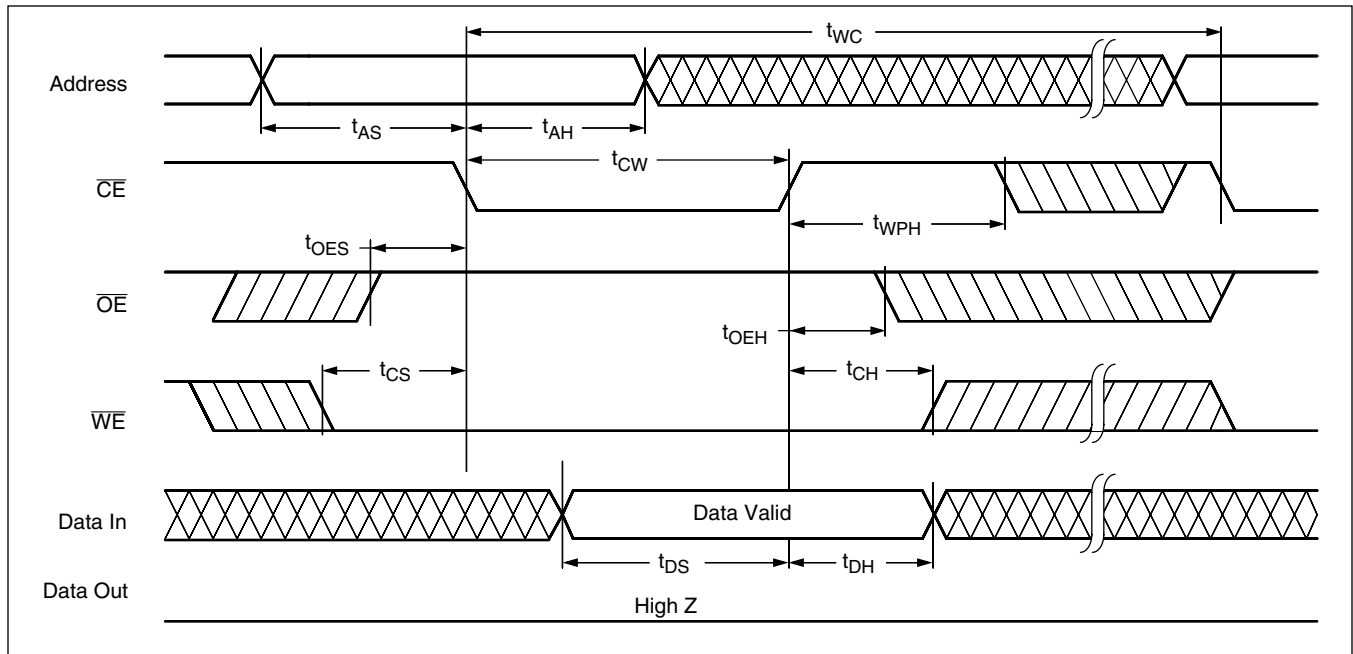 tWC
Address
tAS
tAH
tCW
CE
tWPH
tOES
OE
tOEH
tCS
tCH
WE
Data In
Data Valid
tDS
tDH
Data Out
High Z